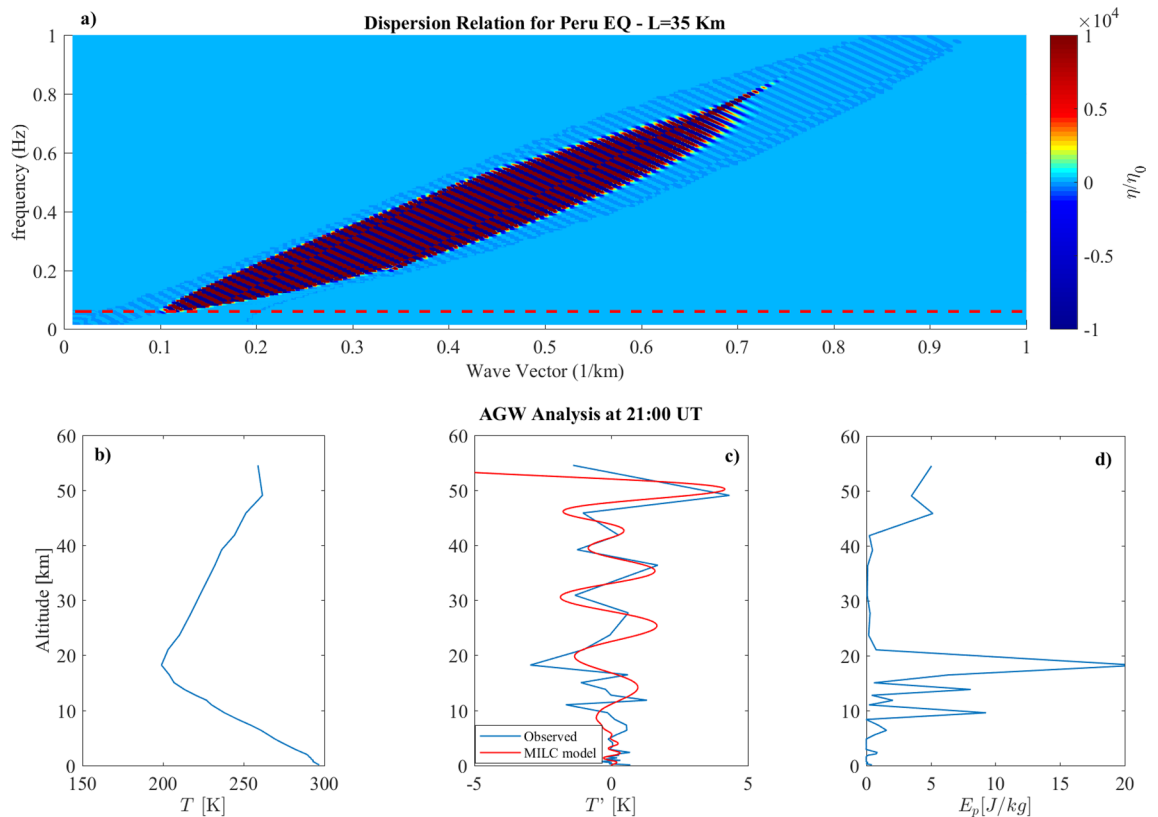 a)
Dispersion Relation for Peru EQ - L=35 Km
×10⁴
1
0.8
0.6
0.4
0.2
0
frequency (Hz)
0 0.1 0.2 0.3 0.4 0.5 0.6 0.7 0.8 0.9 1
Wave Vector (1/km)
1
0.5
0
-0.5
-1
η/η₀
AGW Analysis at 21:00 UT
b)
60
50
40
30
20
10
0
Altitude [km]
150 200 250 300
T [K]
c)
60
50
40
30
20
10
0
Observed
MILC model
-5 0 5
T' [K]
d)
60
50
40
30
20
10
0
0 5 10 15 20
Eₚ[J/kg]